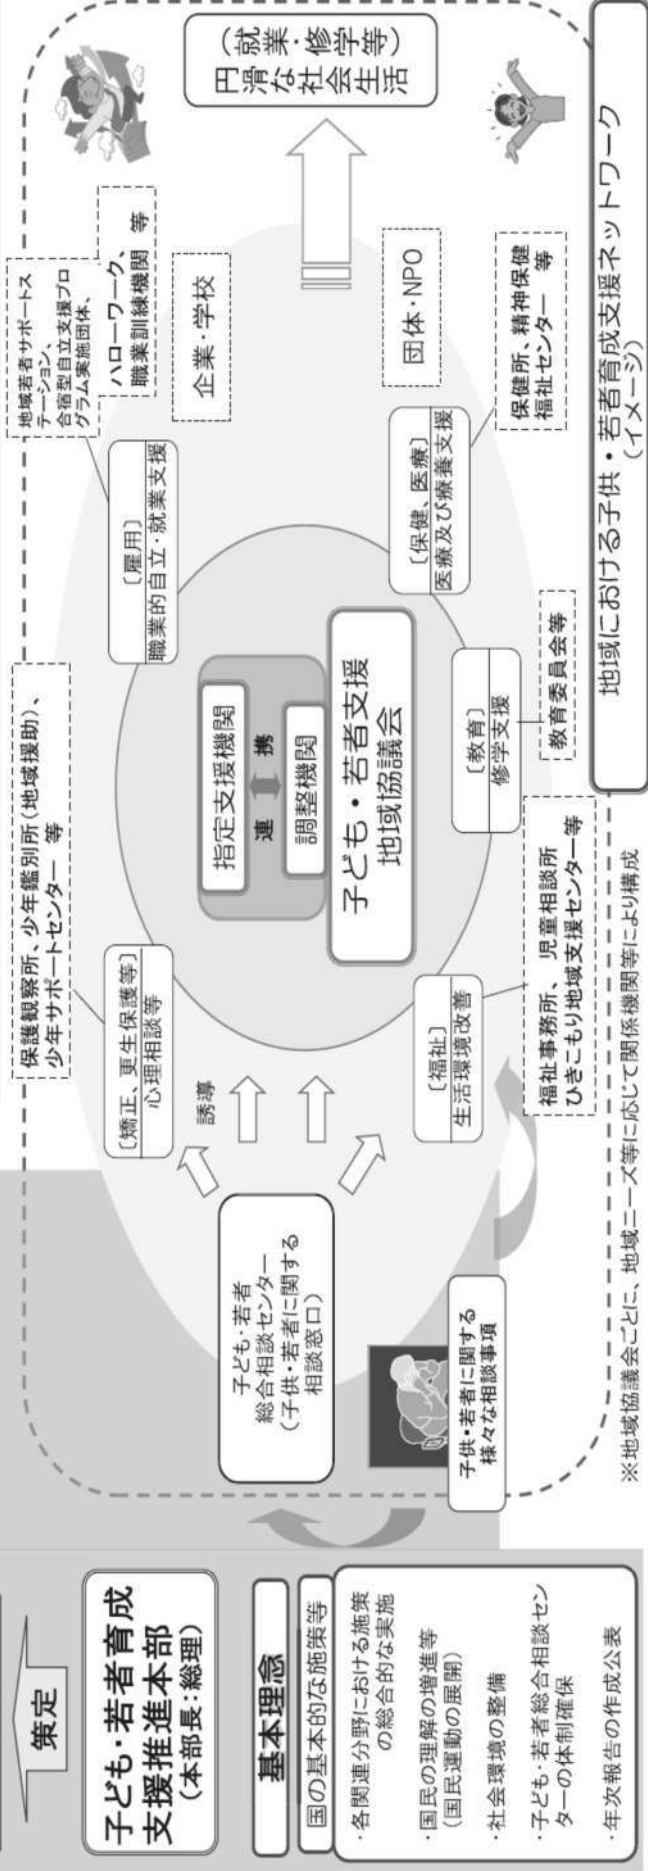 策定
子ども・若者育成
支援推進本部
(本部長:総理)
基本理念
国の基本的な施策等
・各関連分野における施策
の総合的な実施
・国民の理解の増進等
(国民運動の展開)
・社会環境の整備
・子ども・若者総合相談セン
ターの体制確保
・年次報告の作成公表
子ども・若者
総合相談センター
(子供・若者に関する
相談窓口)
子供・若者に関する
様々な相談事項
誘導
保護観察所、少年鑑別所(地域援助)、
少年サポートセンター 等
〔矯正、更生保護等〕
心理相談等
〔福祉〕
生活環境改善
福祉事務所、児童相談所
ひきこもり地域支援センター等
指定支援機関
連 携
調整機関
子ども・若者支援
地域協議会
〔教育〕
修学支援
教育委員会等
地域若者サポートス
テーション、
合宿型自立支援プロ
グラム実施団体、
ハローワーク、
職業訓練機関 等
〔雇用〕
職業的自立・就業支援
企業・学校
〔保健、医療〕
医療及び療養支援
団体・NPO
保健所、精神保健
福祉センター 等
(就業・修学等)
円滑な社会生活
地域における子供・若者育成支援ネットワーク
(イメージ)
※地域協議会ごとに、地域ニーズ等に応じて関係機関等により構成